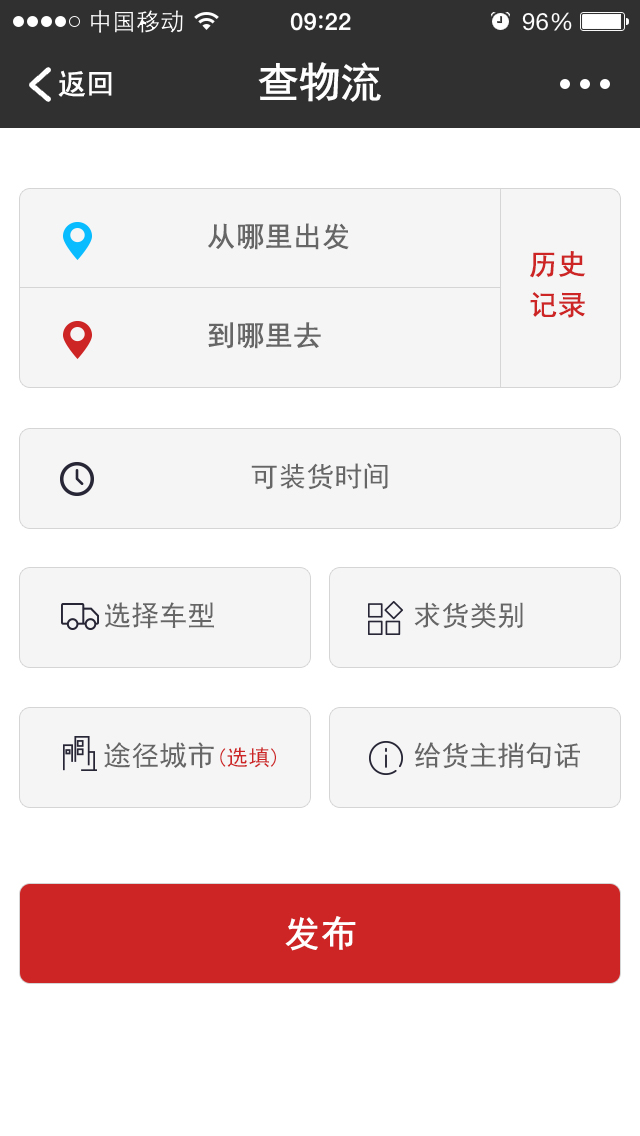 中国移动 09:22 96%
返回 查物流
从哪里出发
到哪里去
历史
记录
可装货时间
选择车型
求货类别
途径城市(选填)
给货主捎句话
发布